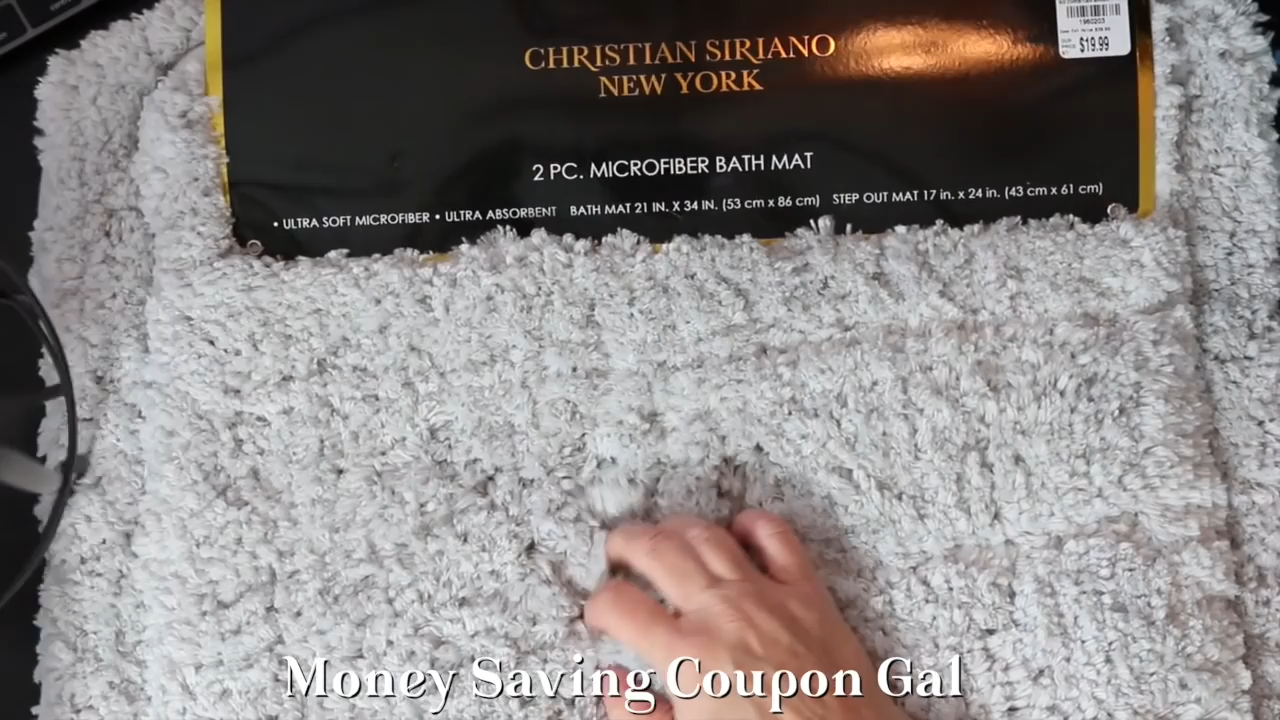 1960203
$19.99
CHRISTIAN SIRIANO
NEW YORK
2 PC. MICROFIBER BATH MAT
• ULTRA SOFT MICROFIBER • ULTRA ABSORBENT BATH MAT 21 IN. X 34 IN. (53 cm x 86 cm) STEP OUT MAT 17 in. x 24 in. (43 cm x 61 cm)
Money Saving Coupon Gal